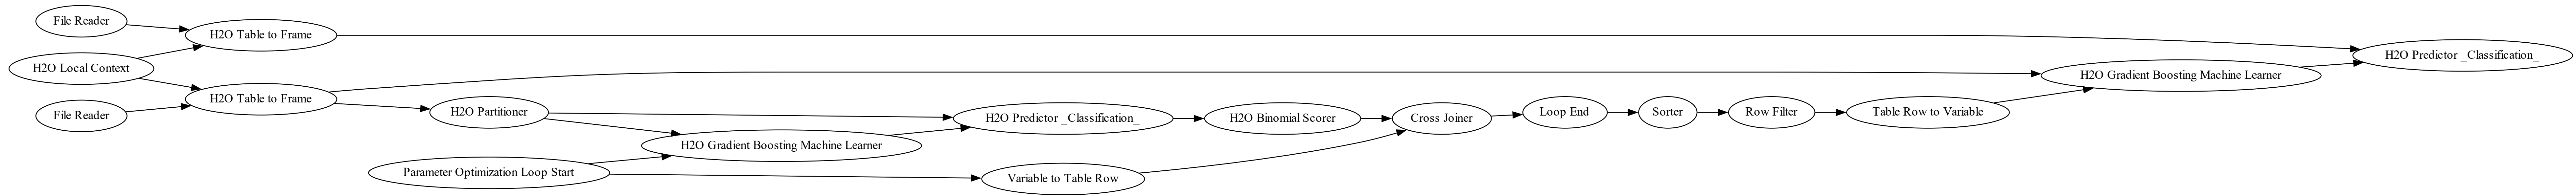 File Reader
H2O Table to Frame
H2O Local Context
H2O Predictor _Classification_
H2O Gradient Boosting Machine Learner
H2O Table to Frame
File Reader
H2O Partitioner
H2O Predictor _Classification_
H2O Binomial Scorer
Cross Joiner
Loop End
Sorter
Row Filter
Table Row to Variable
H2O Gradient Boosting Machine Learner
Parameter Optimization Loop Start
Variable to Table Row